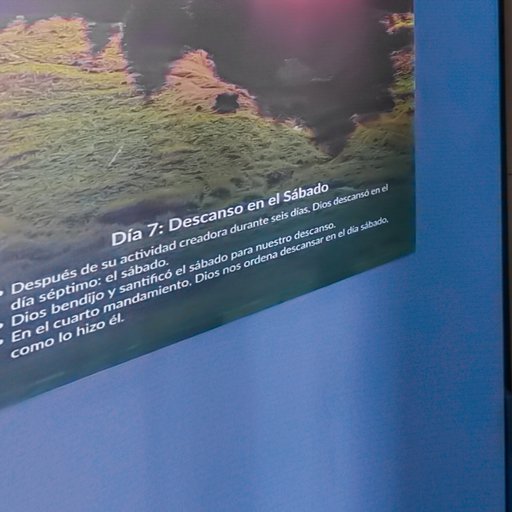 Día 7: Descanso en el Sábado
• Después de su actividad creadora durante seis días, Dios descansó en el
día séptimo: el sábado.
• Dios bendijo y santificó el sábado para nuestro descanso.
• En el cuarto mandamiento, Dios nos ordena descansar en el día sábado,
como lo hizo él.